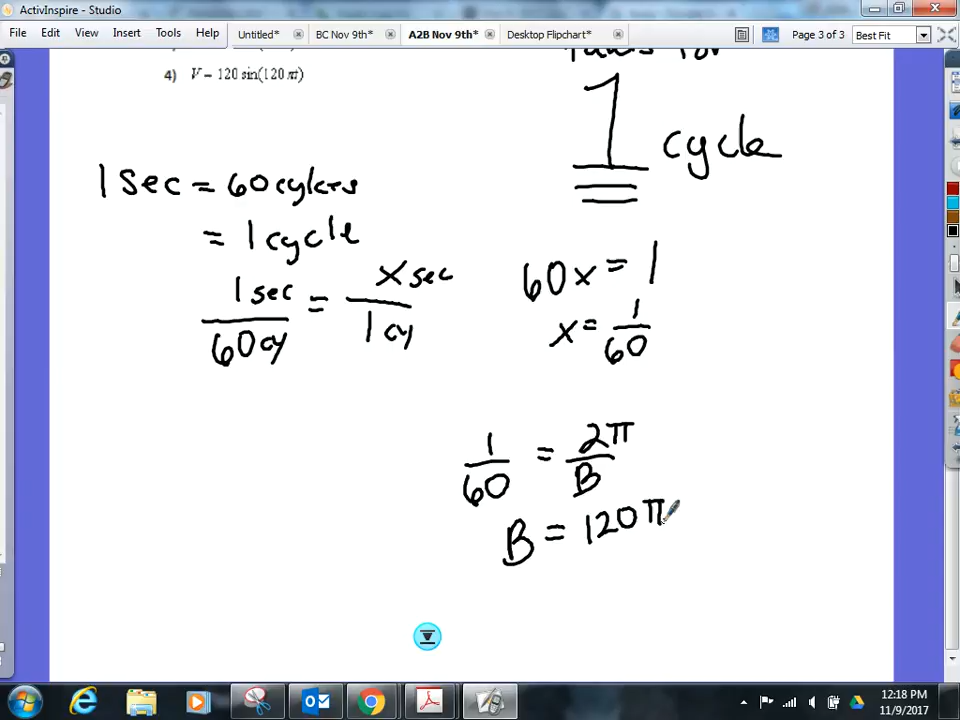 ActivInspire - Studio
File Edit View Insert Tools Help Untitled* BC Nov 9th* A2B Nov 9th* Desktop Flipchart* Page 3 of 3 Best Fit
4) V = 120 sin(120 πt)
for
1 cycle
1 sec = 60 cycles
= 1 cycle
1 sec / 60 cy = x sec / 1 cy
60x = 1
x = 1/60
1/60 = 2π/B
B = 120π
12:18 PM
11/9/2017